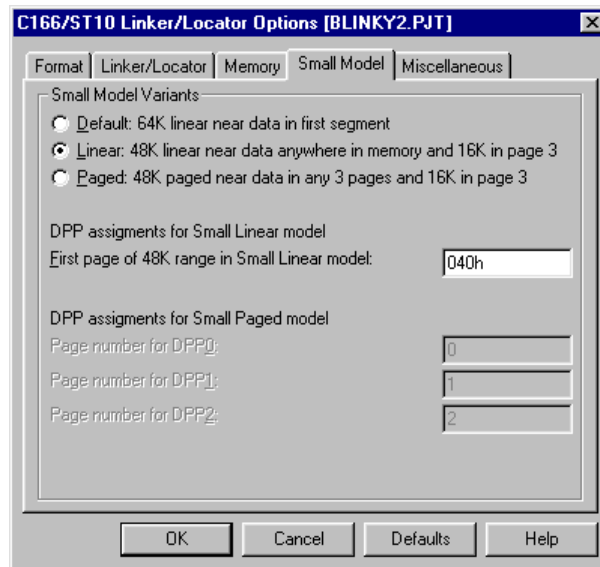 C166/ST10 Linker/Locator Options [BLINKY2.PJT]
Format Linker/Locator Memory Small Model Miscellaneous
Small Model Variants
Default: 64K linear near data in first segment
Linear: 48K linear near data anywhere in memory and 16K in page 3
Paged: 48K paged near data in any 3 pages and 16K in page 3
DPP assigments for Small Linear model
First page of 48K range in Small Linear model: 040h
DPP assigments for Small Paged model
Page number for DPP0: 0
Page number for DPP1: 1
Page number for DPP2: 2
OK Cancel Defaults Help